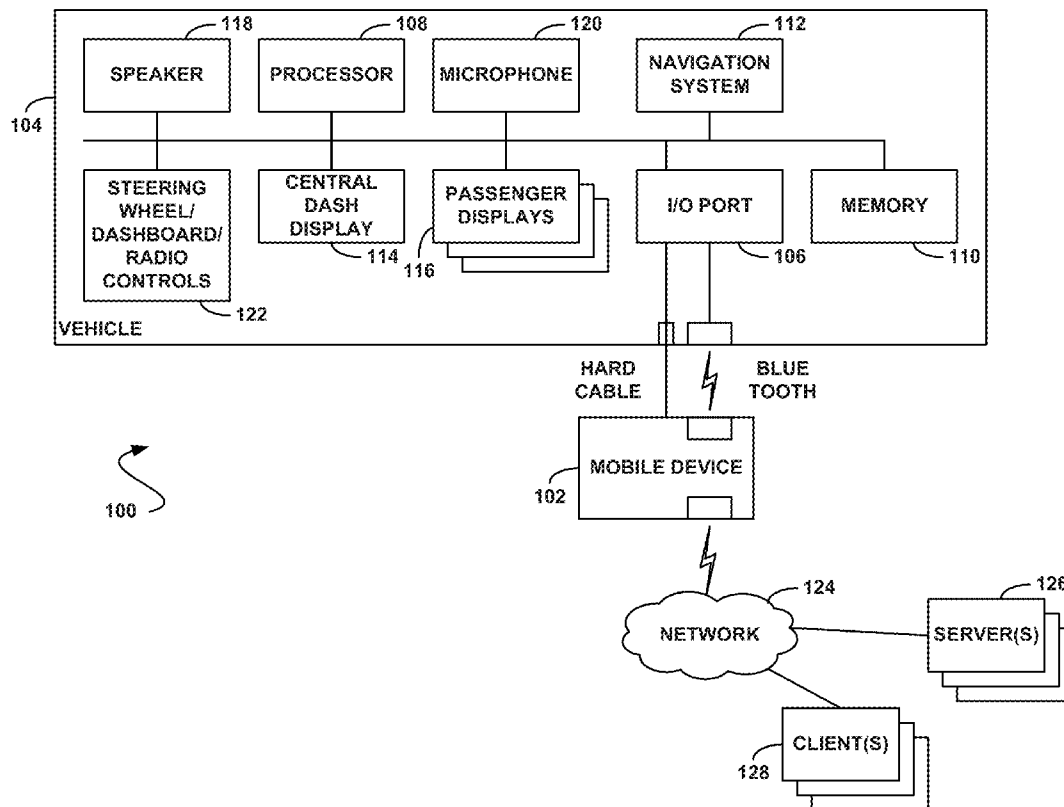 118
108
120
112
SPEAKER
PROCESSOR
MICROPHONE
NAVIGATION
SYSTEM
104
STEERING
WHEEL/
DASHBOARD/
RADIO
CONTROLS
CENTRAL
DASH
DISPLAY
PASSENGER
DISPLAYS
I/O PORT
MEMORY
114
116
106
110
122
VEHICLE
HARD
CABLE
BLUE
TOOTH
MOBILE DEVICE
102
100
124
126
NETWORK
SERVER(S)
CLIENT(S)
128